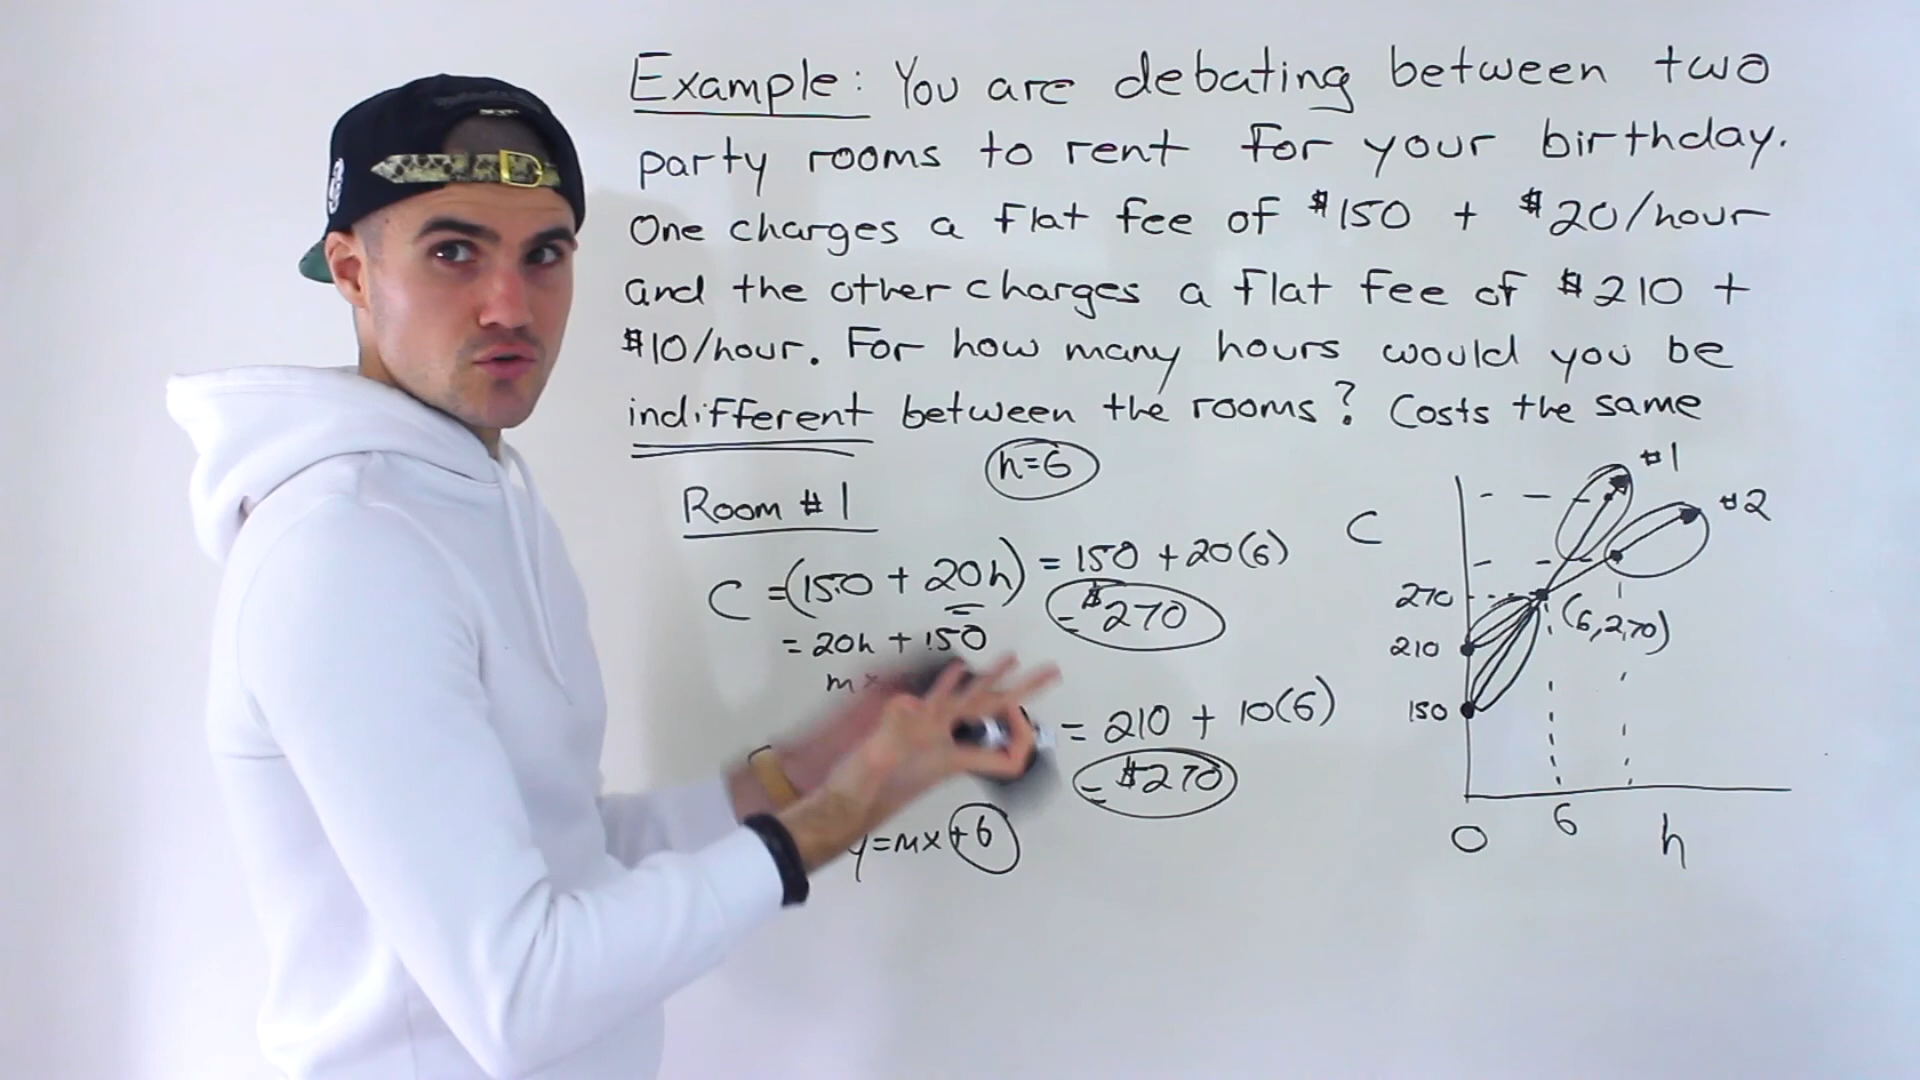 Example: You are debating between two
party rooms to rent for your birthday.
One charges a flat fee of $150 + $20/hour
and the other charges a flat fee of $210 +
$10/hour. For how many hours would you be
indifferent between the rooms? Costs the same
h=6
Room #1
C =(150 + 20h) = 150 + 20(6)
= $270
= 20h + 150
mx
= 210 + 10(6)
= $270
y=mx+b
#1
#2
C
270
(6,270)
210
150
0
6
h